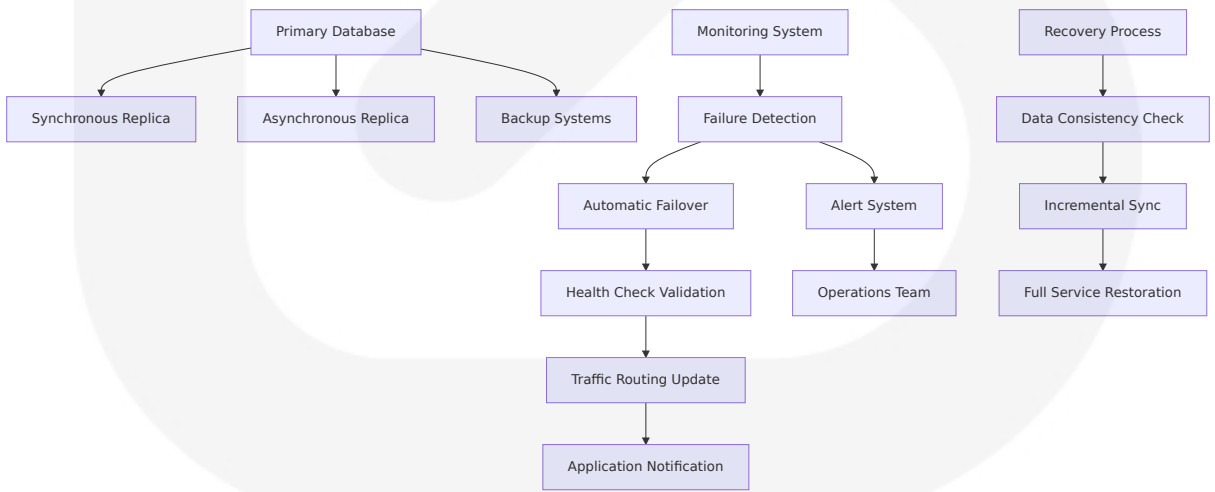 Primary Database
Monitoring System
Recovery Process
Synchronous Replica
Asynchronous Replica
Backup Systems
Failure Detection
Data Consistency Check
Automatic Failover
Alert System
Incremental Sync
Health Check Validation
Operations Team
Full Service Restoration
Traffic Routing Update
Application Notification